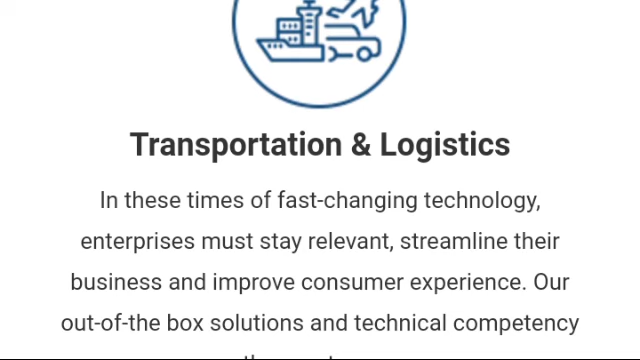 Transportation & Logistics
In these times of fast-changing technology,
enterprises must stay relevant, streamline their
business and improve consumer experience. Our
out-of-the box solutions and technical competency